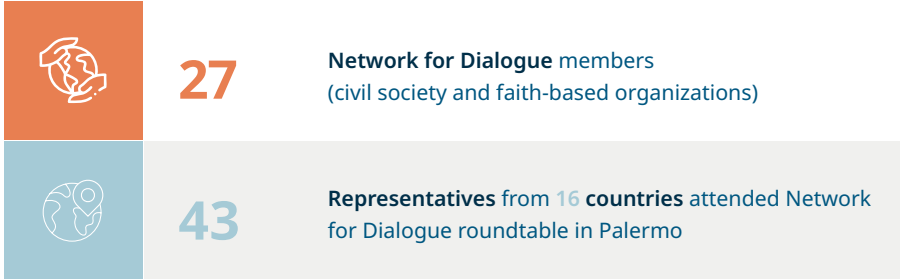 27
Network for Dialogue members
(civil society and faith-based organizations)
43
Representatives from 16 countries attended Network
for Dialogue roundtable in Palermo